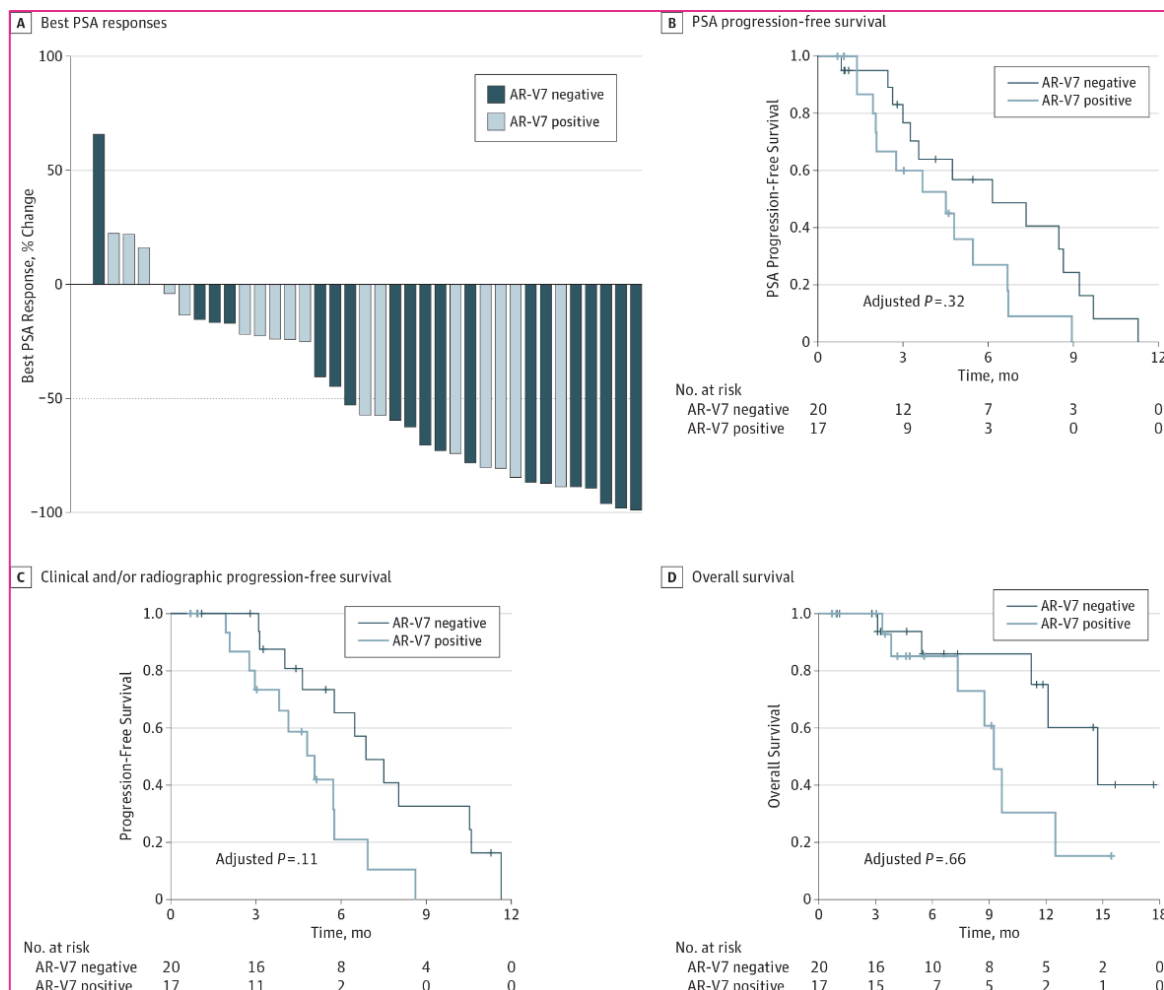 A Best PSA responses
100
50
0
−50
−100
Best PSA Response, % Change
AR-V7 negative
AR-V7 positive
B PSA progression-free survival
1.0
0.8
0.6
0.4
0.2
0
PSA Progression-Free Survival
AR-V7 negative
AR-V7 positive
Adjusted P=.32
0 3 6 9 12
Time, mo
No. at risk
AR-V7 negative 20 12 7 3 0
AR-V7 positive 17 9 3 0 0
C Clinical and/or radiographic progression-free survival
1.0
0.8
0.6
0.4
0.2
0
Progression-Free Survival
AR-V7 negative
AR-V7 positive
Adjusted P=.11
0 3 6 9 12
Time, mo
No. at risk
AR-V7 negative 20 16 8 4 0
AR-V7 positive 17 11 2 0 0
D Overall survival
1.0
0.8
0.6
0.4
0.2
0
Overall Survival
AR-V7 negative
AR-V7 positive
Adjusted P=.66
0 3 6 9 12 15 18
Time, mo
No. at risk
AR-V7 negative 20 16 10 8 5 2 0
AR-V7 positive 17 15 7 5 2 1 0